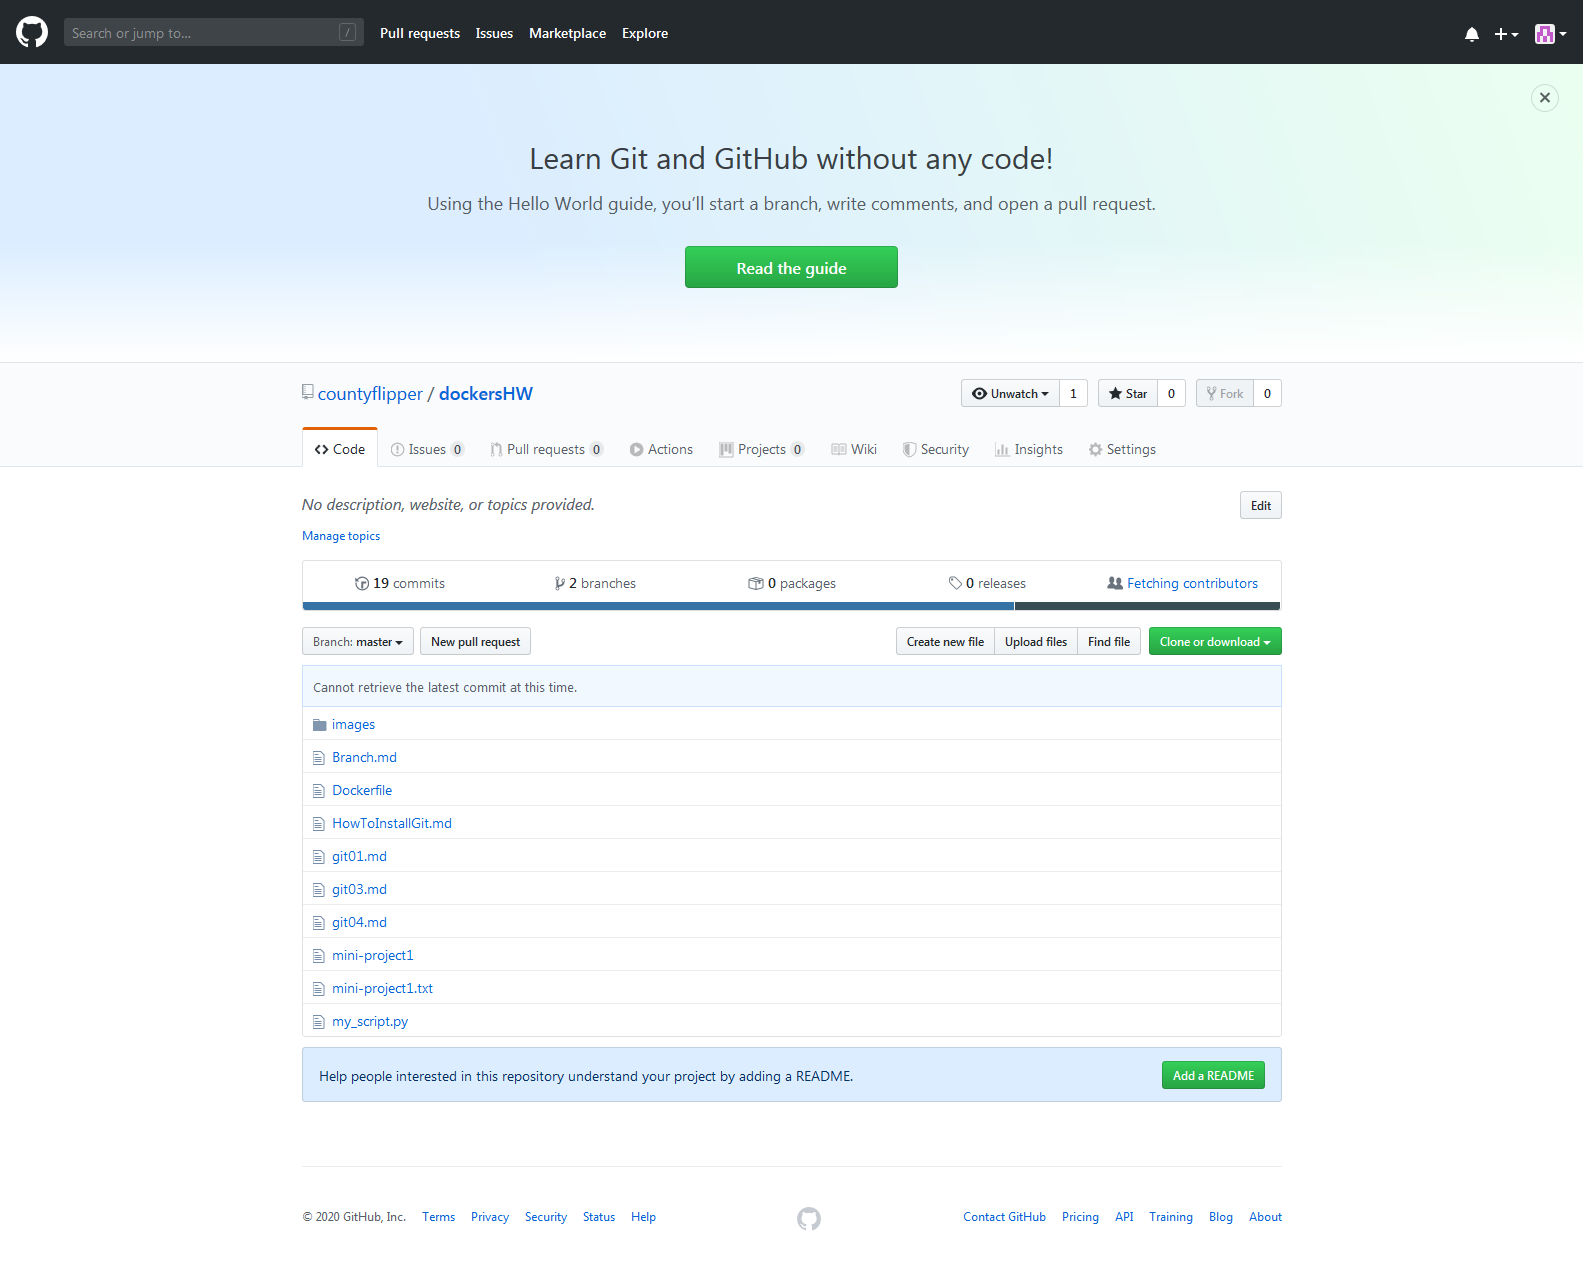 Search or jump to... / Pull requests Issues Marketplace Explore
Learn Git and GitHub without any code!
Using the Hello World guide, you’ll start a branch, write comments, and open a pull request.
Read the guide
countyflipper / dockersHW Unwatch 1 Star 0 Fork 0
Code Issues 0 Pull requests 0 Actions Projects 0 Wiki Security Insights Settings
No description, website, or topics provided. Edit
Manage topics
19 commits 2 branches 0 packages 0 releases Fetching contributors
Branch: master New pull request Create new file Upload files Find file Clone or download
Cannot retrieve the latest commit at this time.
images
Branch.md
Dockerfile
HowToInstallGit.md
git01.md
git03.md
git04.md
mini-project1
mini-project1.txt
my_script.py
Help people interested in this repository understand your project by adding a README. Add a README
© 2020 GitHub, Inc. Terms Privacy Security Status Help Contact GitHub Pricing API Training Blog About